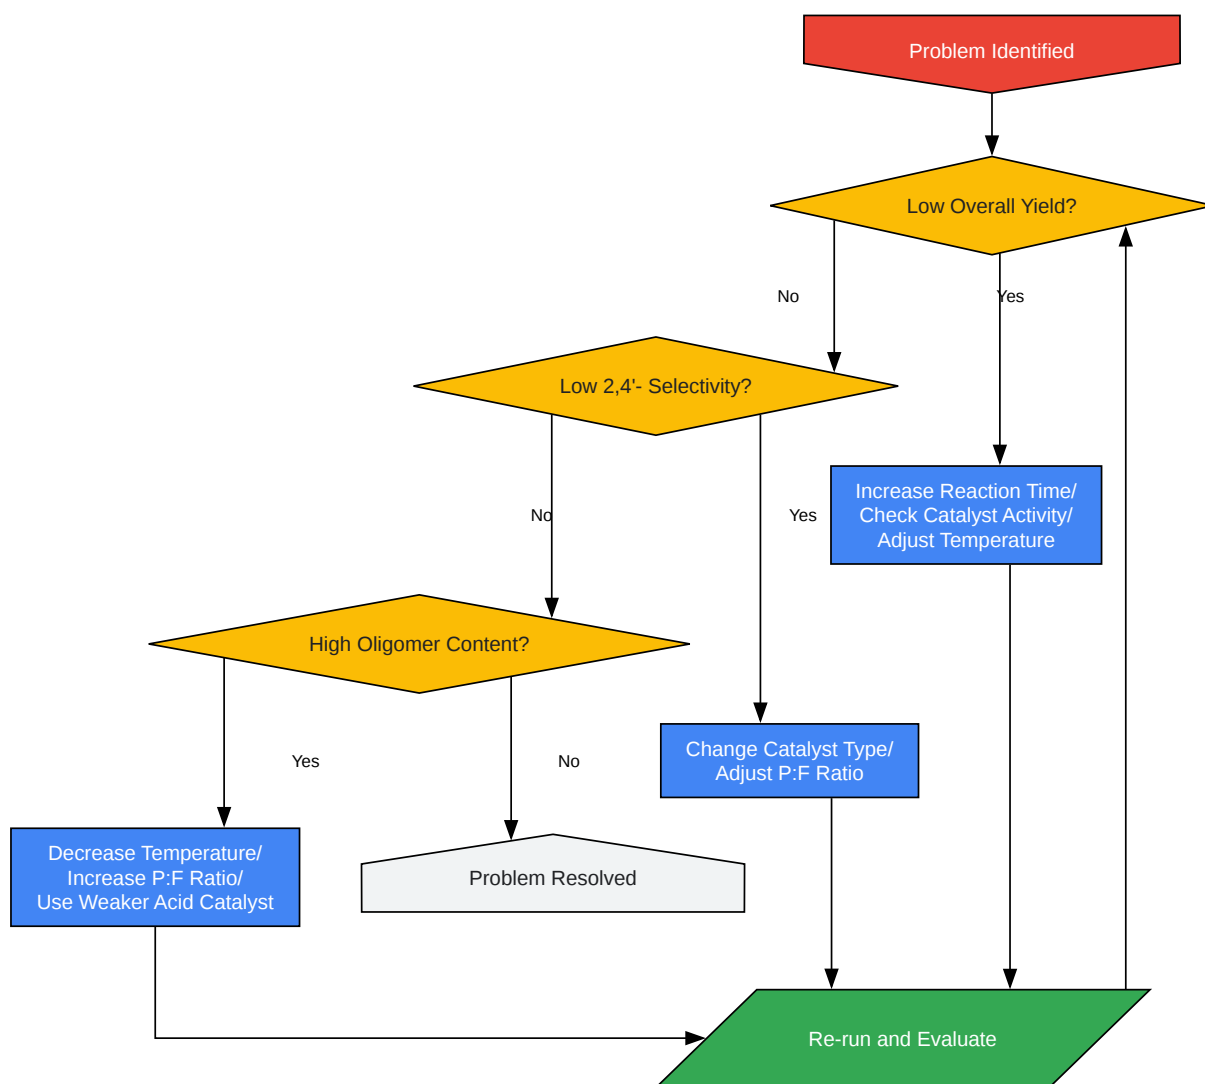 Problem Identified
Low Overall Yield?
No
Yes
Low 2,4'- Selectivity?
No
Yes
Increase Reaction Time/
Check Catalyst Activity/
Adjust Temperature
High Oligomer Content?
Yes
No
Change Catalyst Type/
Adjust P:F Ratio
Decrease Temperature/
Increase P:F Ratio/
Use Weaker Acid Catalyst
Problem Resolved
Re-run and Evaluate